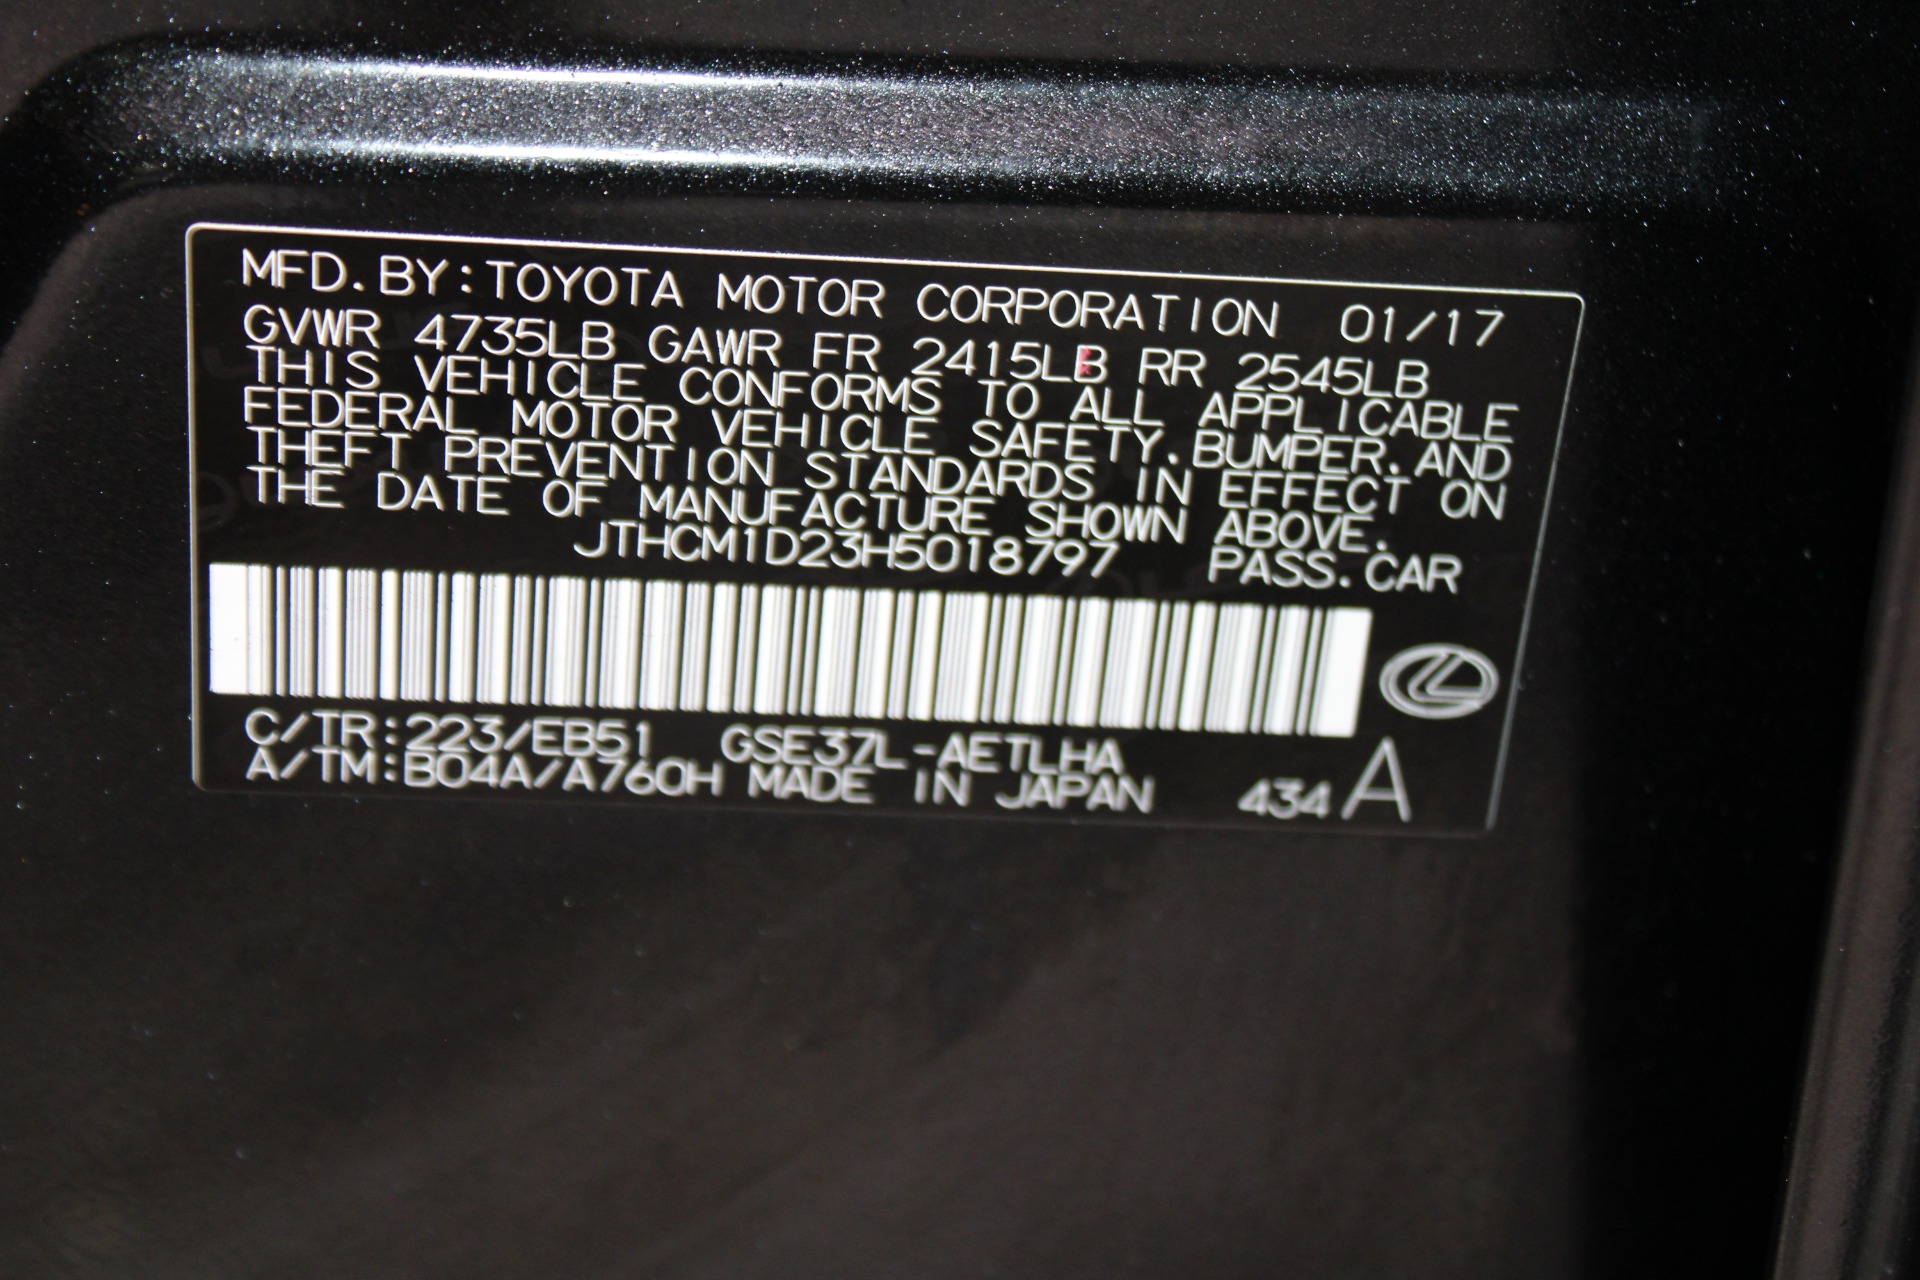 MFD.BY:TOYOTA MOTOR CORPORATION 01/17
GVWR 4735LB GAWR FR 2415LB RR 2545LB
THIS VEHICLE CONFORMS TO ALL APPLICABLE
FEDERAL MOTOR VEHICLE SAFETY.BUMPER.AND
THEFT PREVENTION STANDARDS IN EFFECT ON
THE DATE OF MANUFACTURE SHOWN ABOVE.
JTHCM1D23H5018797 PASS.CAR
C/TR:223/EB51 GSE37L-AETLHA
A/TM:B04A/A760H MADE IN JAPAN 434 A